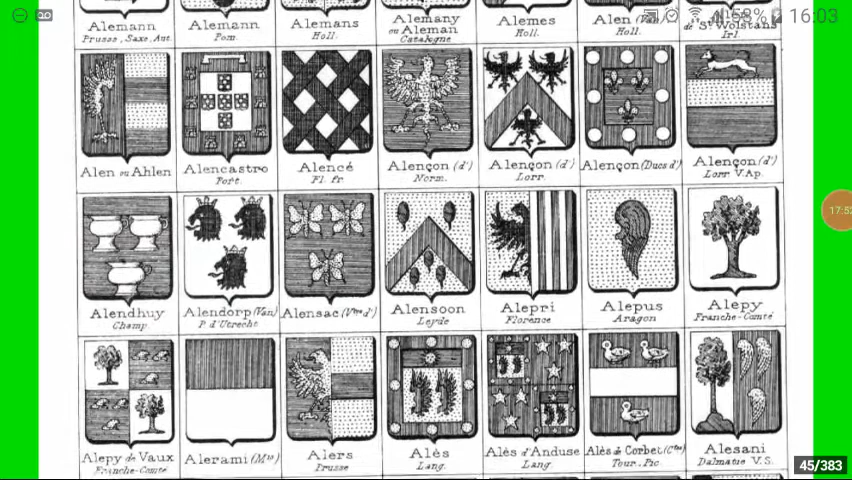 68% 16:03
Alemann
Prusse, Saxe, Aut.
Alemann
Pom.
Alemans
Holl.
Alemany
ou Aleman
Catalogne
Alemes
Holl.
Alen (Van)
Holl.
de St. Wolstans
Irl.
Alen ou Ahlen
Alencastro
Port.
Alencé
Fl. fr.
Alençon (d')
Norm.
Alençon (d')
Lorr.
Alençon (Ducs d')
Alençon (d')
Lorr. V. Ap.
17:5
Alendhuy
Champ.
Alendorp (Van)
P. d'Utrecht
Alensac (Vte d')
Alensoon
Leyde
Alepri
Florence
Alepus
Aragon
Alepy
Franche-Comté
Alepy de Vaux
Franche-Comté
Alerami (Mis)
Alers
Prusse
Alès
Lang.
Alès d'Anduse
Lang.
Alès de Corbet (Ctes)
Tour., Pic.
Alesani
Dalmatie V. S.
45/383